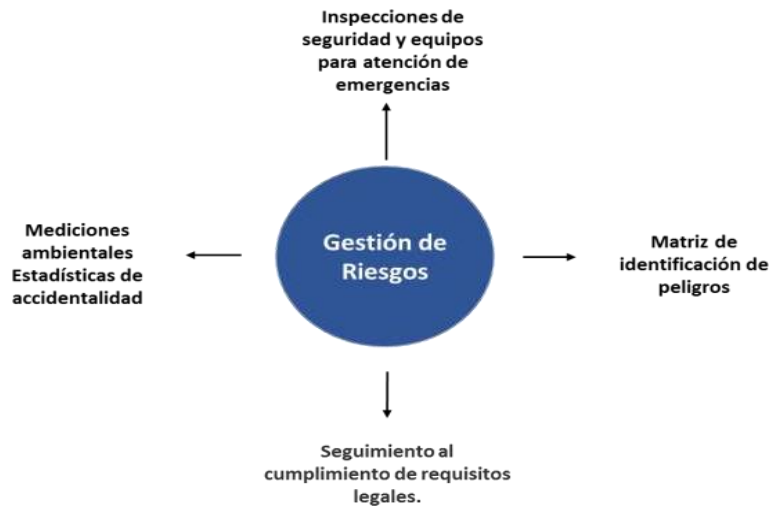 Inspecciones de
seguridad y equipos
para atención de
emergencias
Mediciones
ambientales
Estadísticas de
accidentalidad
Gestión de
Riesgos
Matriz de
identificación de
peligros
Seguimiento al
cumplimiento de requisitos
legales.